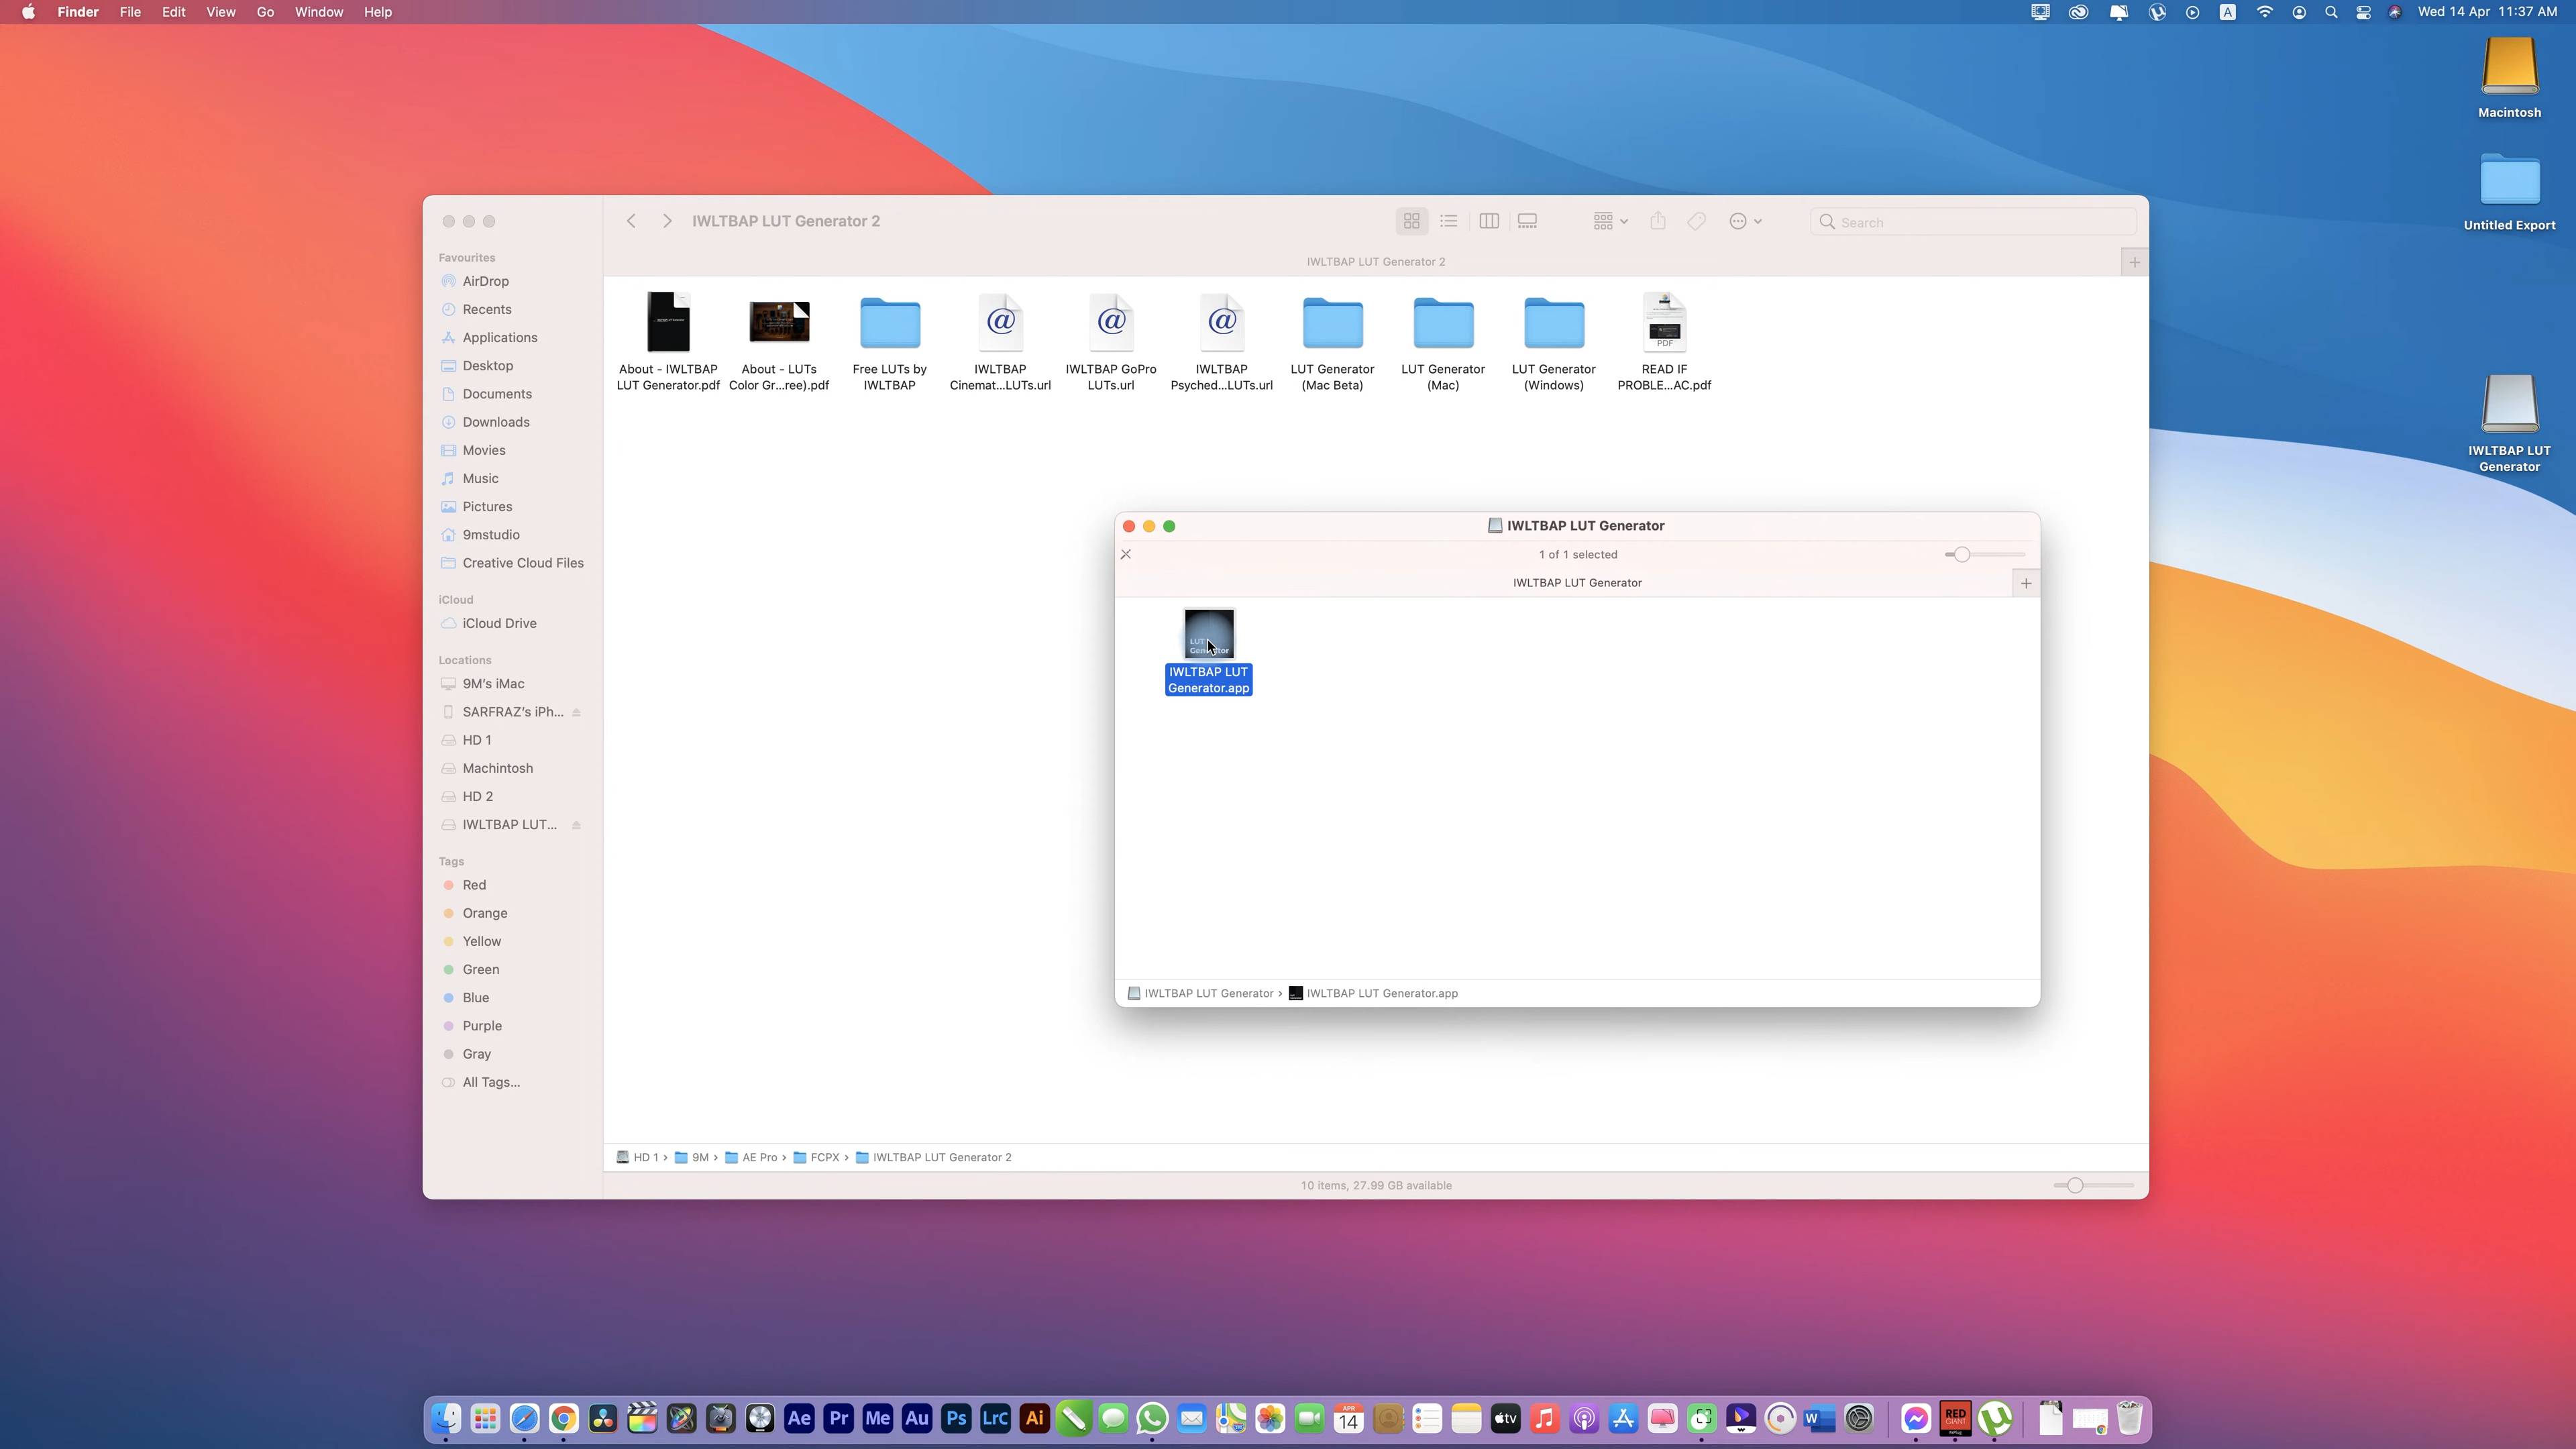 Finder File Edit View Go Window Help
A
Wed 14 Apr 11:37 AM
Macintosh
Untitled Export
IWLTBAP LUT
Generator
IWLTBAP LUT Generator 2
Search
IWLTBAP LUT Generator 2
Favourites
AirDrop
Recents
Applications
Desktop
Documents
Downloads
Movies
Music
Pictures
9mstudio
Creative Cloud Files
iCloud
iCloud Drive
Locations
9M's iMac
SARFRAZ's iPh...
HD 1
Machintosh
HD 2
IWLTBAP LUT...
Tags
Red
Orange
Yellow
Green
Blue
Purple
Gray
All Tags...
About - IWLTBAP
LUT Generator.pdf
About - LUTs
Color Gr...ree).pdf
Free LUTs by
IWLTBAP
@
IWLTBAP
Cinemat...LUTs.url
@
IWLTBAP GoPro
LUTs.url
@
IWLTBAP
Psyched...LUTs.url
LUT Generator
(Mac Beta)
LUT Generator
(Mac)
LUT Generator
(Windows)
PDF
READ IF
PROBLE...AC.pdf
IWLTBAP LUT Generator
1 of 1 selected
IWLTBAP LUT Generator
LUT
Generator
IWLTBAP LUT
Generator.app
IWLTBAP LUT Generator › IWLTBAP LUT Generator.app
HD 1 › 9M › AE Pro › FCPX › IWLTBAP LUT Generator 2
10 items, 27.99 GB available
Ae Pr Me Au Ps LrC Ai
APR
14
tv
W
RED
GIANT